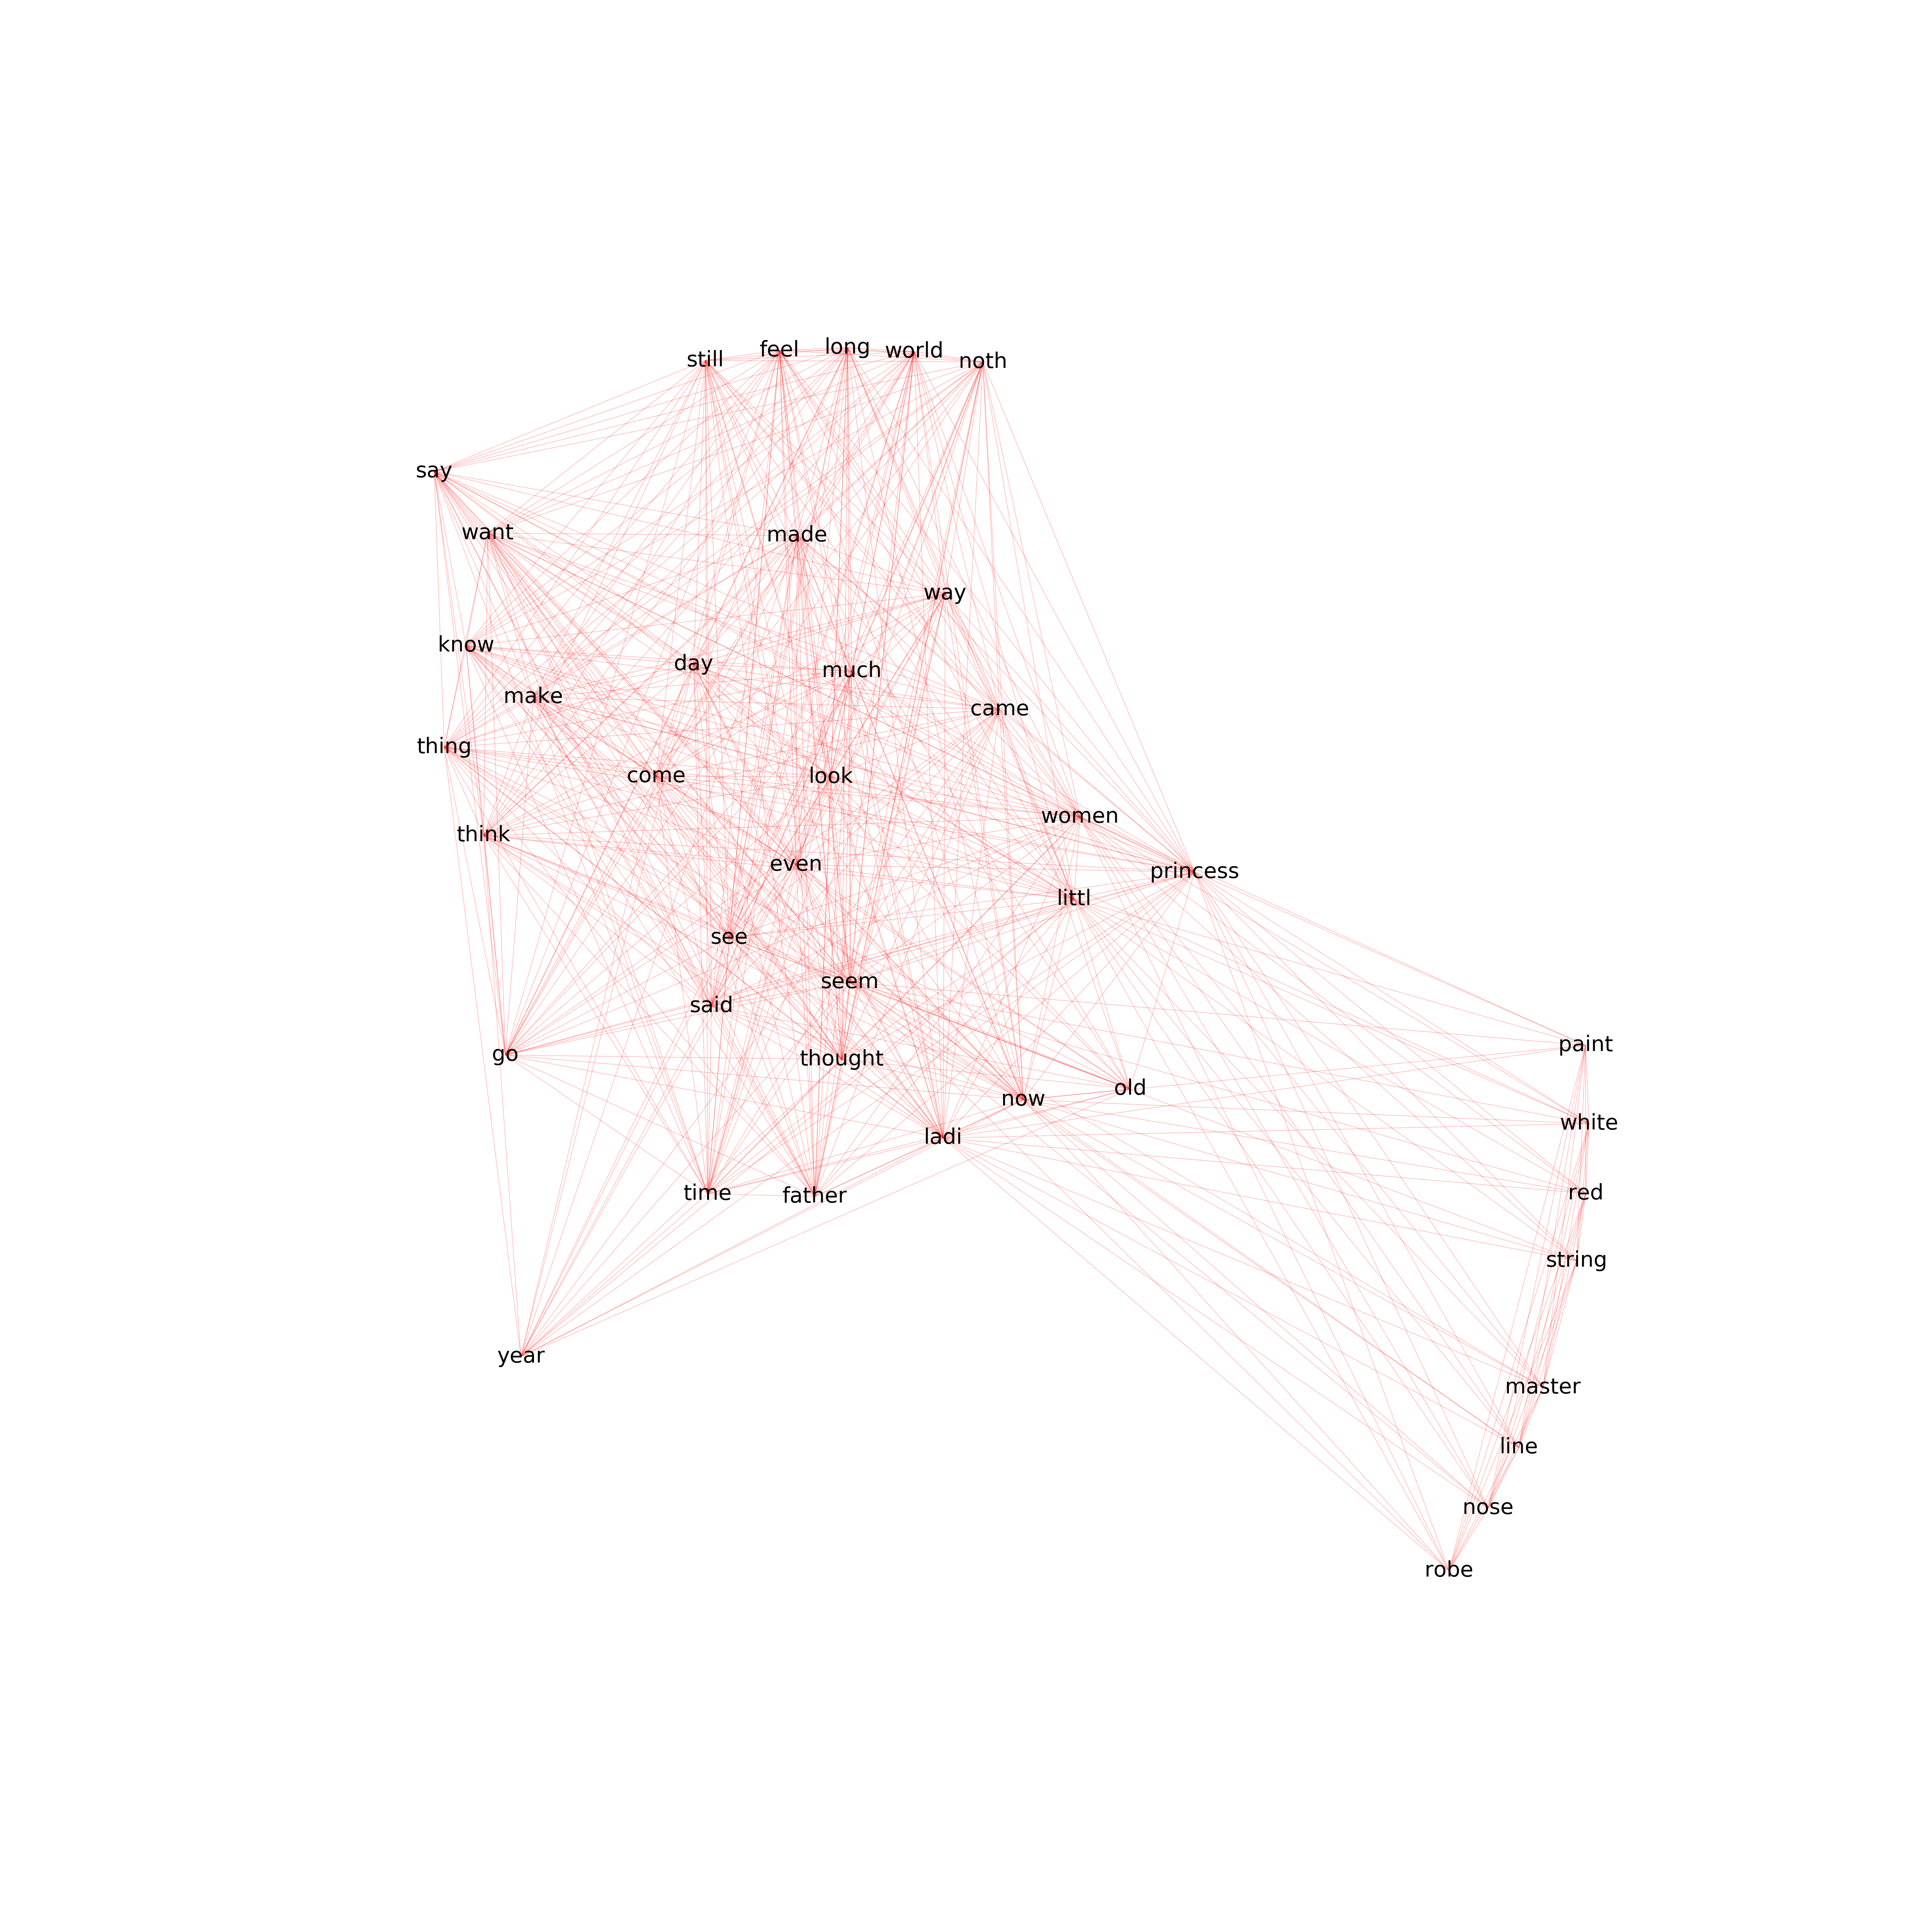 still
feel
long
world
noth
say
want
made
way
know
day
much
make
came
thing
come
look
women
think
even
princess
littl
see
seem
said
go
thought
paint
now
old
ladi
white
time
father
red
string
year
master
line
nose
robe